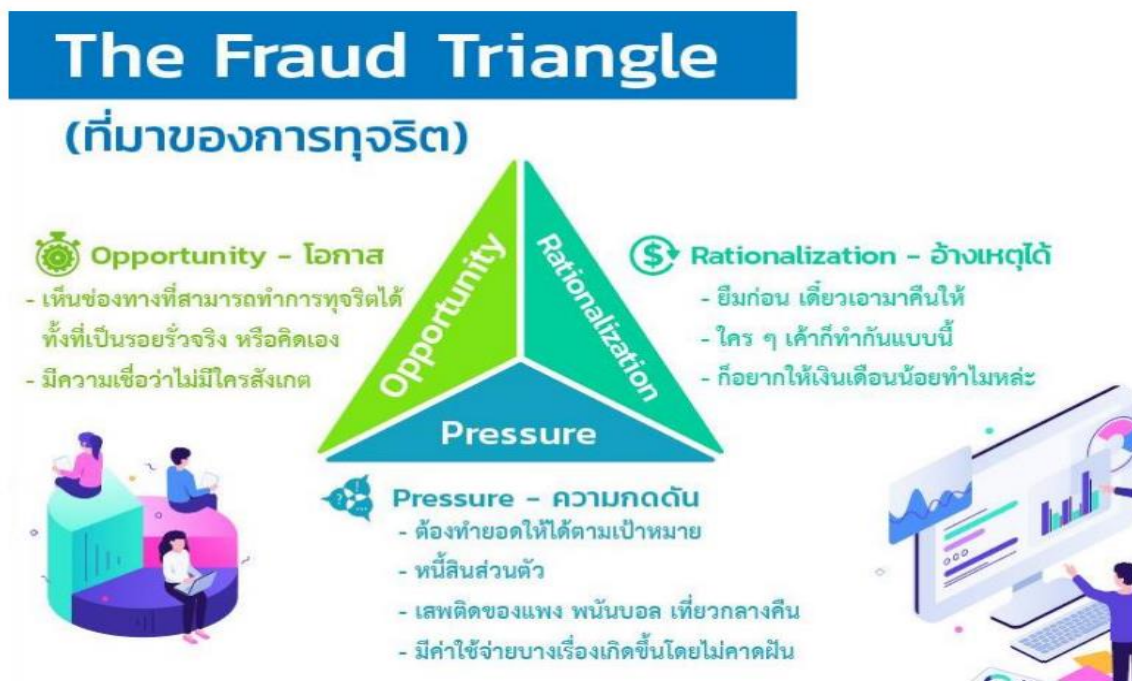 The Fraud Triangle
(ที่มาของการทุจริต)
Opportunity
Rationalization
Pressure
Opportunity - โอกาส
- เห็นช่องทางที่สามารถทำการทุจริตได้
ทั้งที่เป็นรอยรั่วจริง หรือคิดเอง
- มีความเชื่อว่าไม่มีใครสังเกต
Rationalization - อ้างเหตุได้
- ยืมก่อน เดี๋ยวเอามาคืนให้
- ใคร ๆ เค้าก็ทำกันแบบนี้
- ก็อยากให้เงินเดือนน้อยทำไมหล่ะ
Pressure - ความกดดัน
- ต้องทำยอดให้ได้ตามเป้าหมาย
- หนี้สินส่วนตัว
- เสพติดของแพง พนันบอล เที่ยวกลางคืน
- มีค่าใช้จ่ายบางเรื่องเกิดขึ้นโดยไม่คาดฝัน